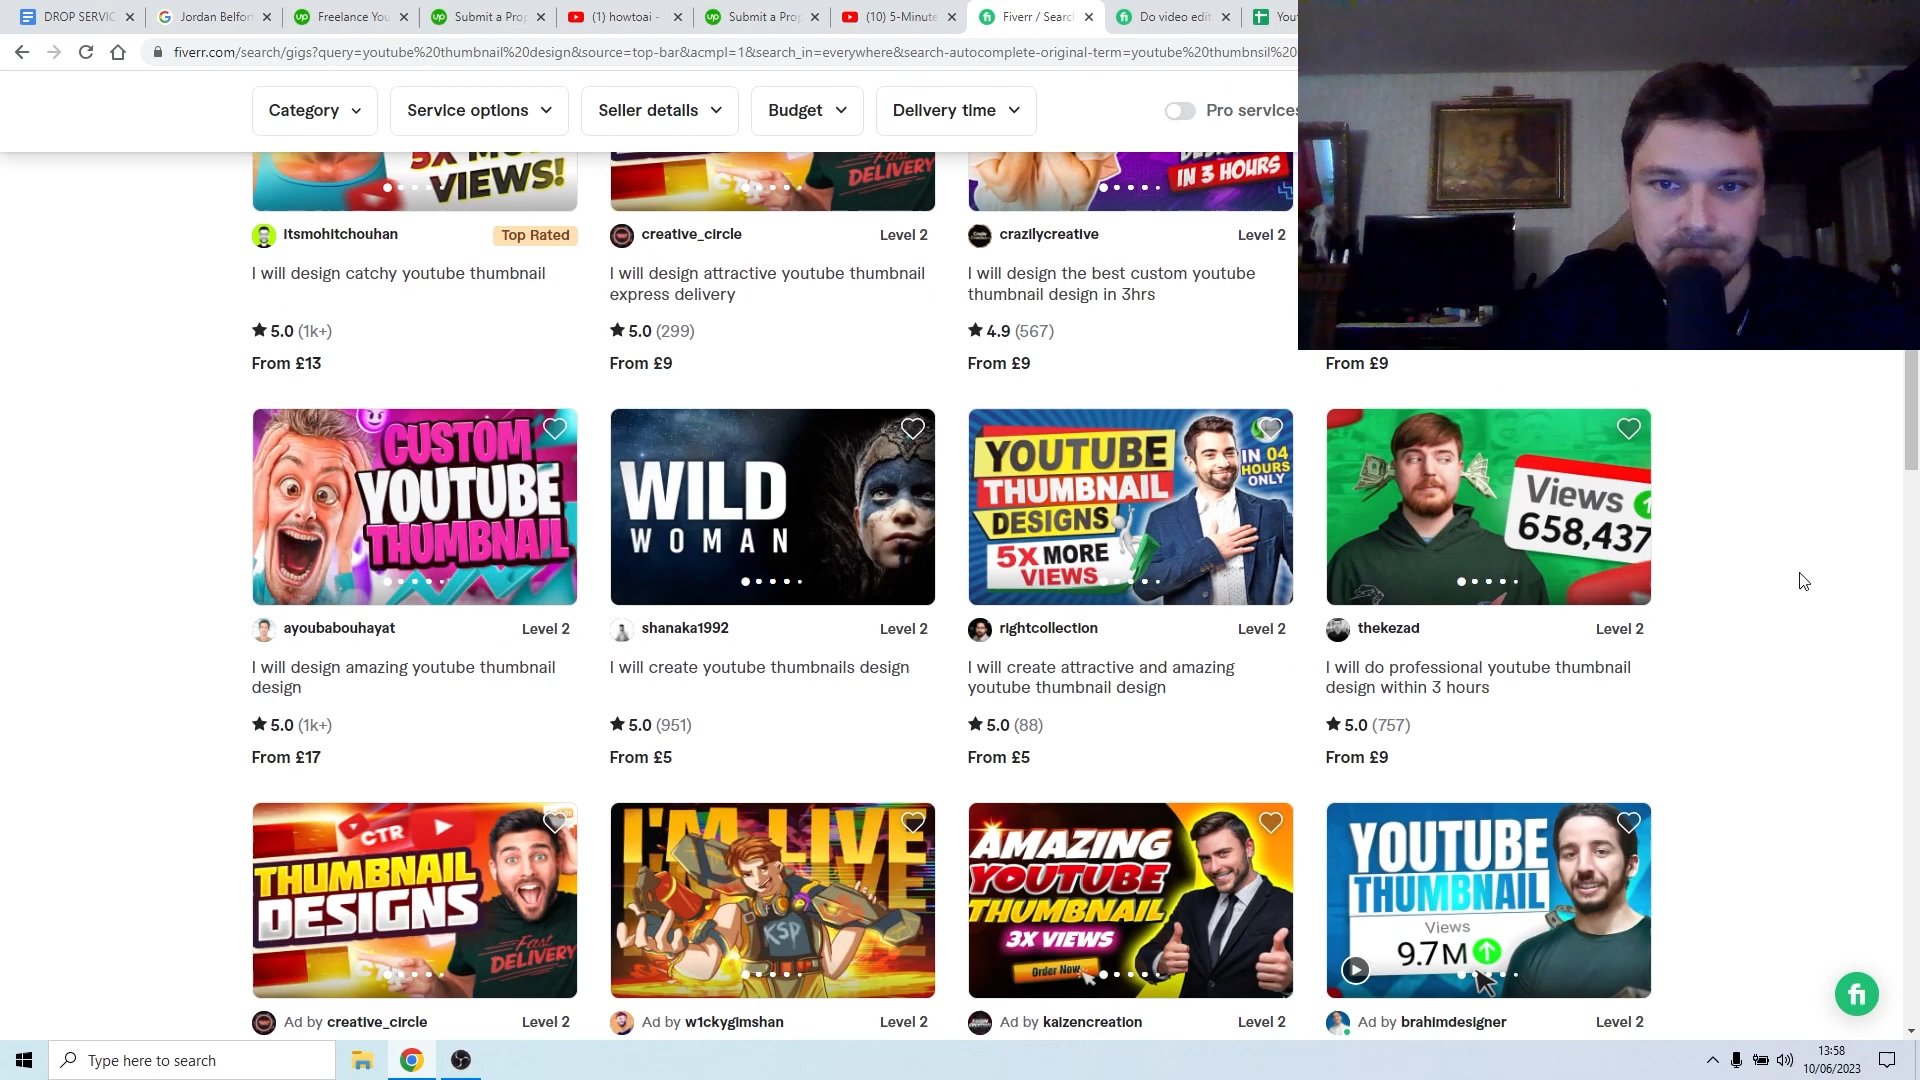 DROP SERVIC
Jordan Belfor
Freelance You
Submit a Prop
(1) howtoai -
Submit a Prop
(10) 5-Minute
Fiverr / Searc
Do video edit
You
fiverr.com/search/gigs?query=youtube%20thumbnail%20design&source=top-bar&acmpl=1&search_in=everywhere&search-autocomplete-original-term=youtube%20thumbnsil%20
Category
Service options
Seller details
Budget
Delivery time
Pro services
VIEWS!
Fast
DELIVERY
IN 3 HOURS
itsmohitchouhan
Top Rated
I will design catchy youtube thumbnail
5.0 (1k+)
From £13
creative_circle
Level 2
I will design attractive youtube thumbnail
express delivery
5.0 (299)
From £9
crazilycreative
Level 2
I will design the best custom youtube
thumbnail design in 3hrs
4.9 (567)
From £9
From £9
CUSTOM
YOUTUBE
THUMBNAIL
ayoubabouhayat
Level 2
I will design amazing youtube thumbnail
design
5.0 (1k+)
From £17
WILD
WOMAN
shanaka1992
Level 2
I will create youtube thumbnails design
5.0 (951)
From £5
YOUTUBE
THUMBNAIL
DESIGNS
5X MORE
VIEWS
IN 04
HOURS
ONLY
rightcollection
Level 2
I will create attractive and amazing
youtube thumbnail design
5.0 (88)
From £5
Views
658,437
thekezad
Level 2
I will do professional youtube thumbnail
design within 3 hours
5.0 (757)
From £9
CTR
THUMBNAIL
DESIGNS
Fast
DELIVERY
Ad by creative_circle
Level 2
I'M LIVE
KSP
Ad by w1ckygimshan
Level 2
AMAZING
YOUTUBE
THUMBNAIL
3X VIEWS
Order Now
Ad by kaizencreation
Level 2
YOUTUBE
THUMBNAIL
Views
9.7M
Ad by brahimdesigner
Level 2
fi
Type here to search
13:58
10/06/2023